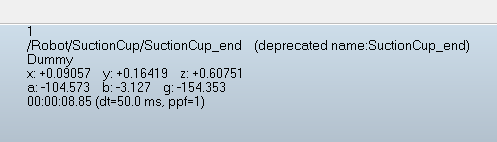 1
/Robot/SuctionCup/SuctionCup_end (deprecated name:SuctionCup_end)
Dummy
x: +0.09057 y: +0.16419 z: +0.60751
a: -104.573 b: -3.127 g: -154.353
00:00:08.85 (dt=50.0 ms, ppf=1)